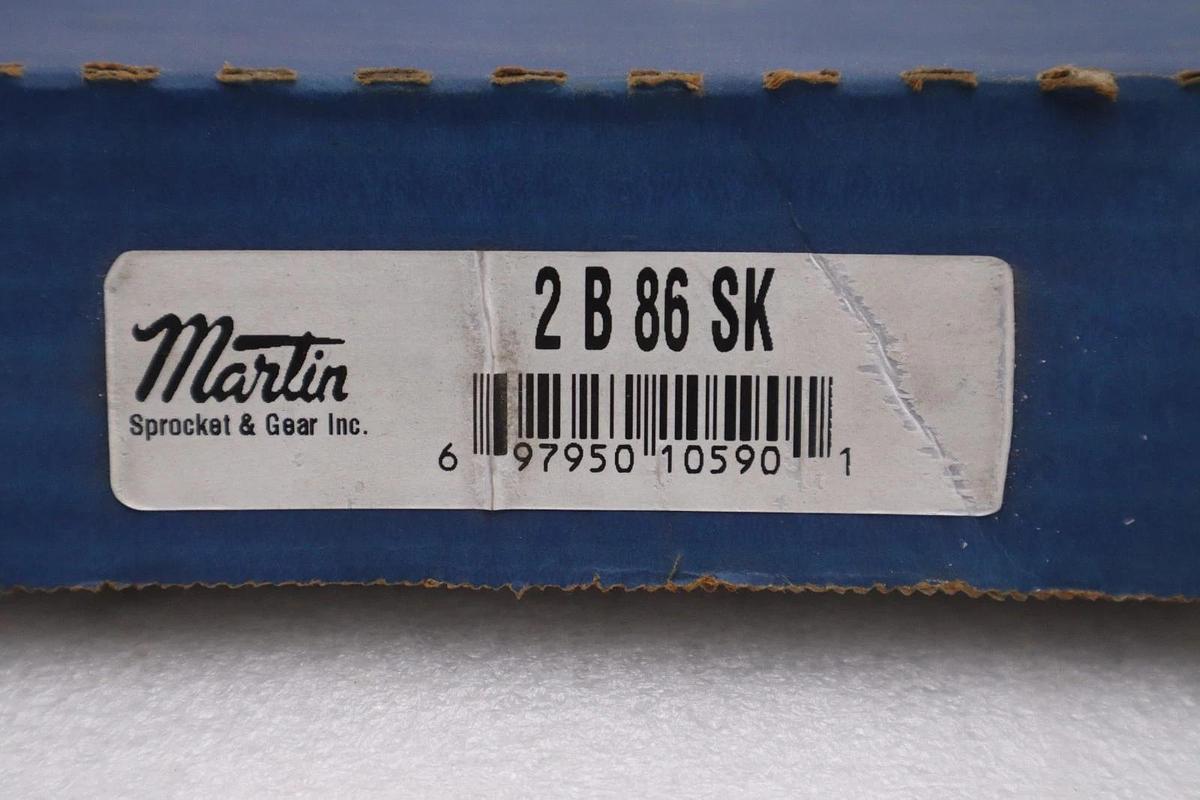 2 B 86 SK
Martin
Sprocket & Gear Inc.
6 97950 10590 1